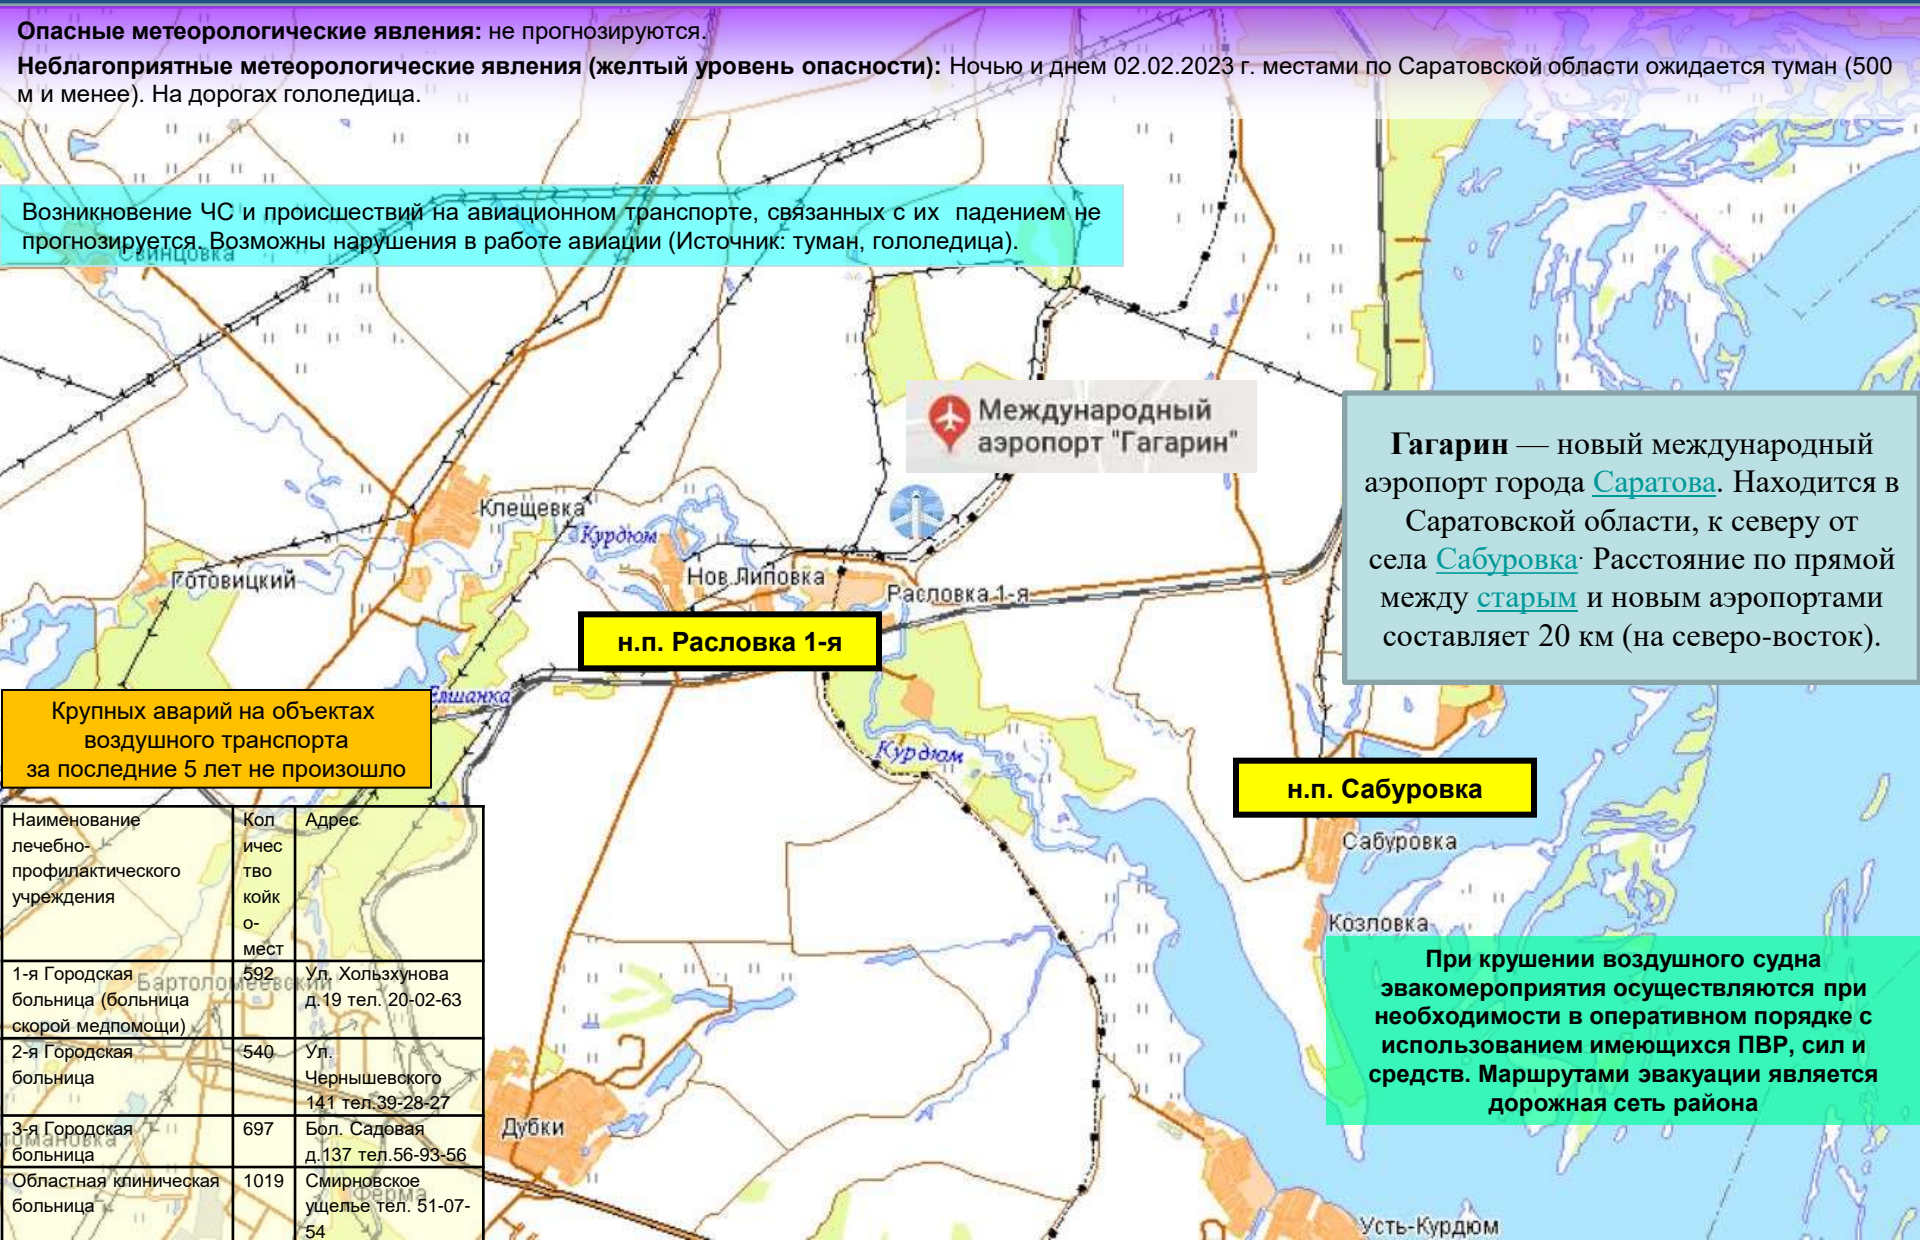 Опасные метеорологические явления: не прогнозируются.
Неблагоприятные метеорологические явления (желтый уровень опасности): Ночью и днем 02.02.2023 г. местами по Саратовской области ожидается туман (500
м и менее). На дорогах гололедица.
Возникновение ЧС и происшествий на авиационном транспорте, связанных с их падением не
прогнозируется. Возможны нарушения в работе авиации (Источник: туман, гололедица).
Свинцовка
Международный
аэропорт "Гагарин"
Гагарин — новый международный
аэропорт города Саратова. Находится в
Саратовской области, к северу от
села Сабуровка. Расстояние по прямой
между старым и новым аэропортами
составляет 20 км (на северо-восток).
Клещевка
Курдюм
Готовицкий
Нов.Липовка
Расловка 1-я
н.п. Расловка 1-я
Елшанка
Крупных аварий на объектах
воздушного транспорта
за последние 5 лет не произошло
Курдюм
н.п. Сабуровка
Сабуровка
Козловка
При крушении воздушного судна
эвакомероприятия осуществляются при
необходимости в оперативном порядке с
использованием имеющихся ПВР, сил и
средств. Маршрутами эвакуации является
дорожная сеть района
Наименование
лечебно-
профилактического
учреждения
Кол
ичес
тво
койк
о-
мест
Адрес
1-я Городская
больница (больница
скорой медпомощи)
592
Ул. Хользхунова
д.19 тел. 20-02-63
Бартоломеевский
2-я Городская
больница
540
Ул.
Чернышевского
141 тел.39-28-27
3-я Городская
больница
697
Бол. Садовая
д.137 тел.56-93-56
Областная клиническая
больница
1019
Смирновское
ущелье тел. 51-07-
54
Ферма
Дубки
Усть-Курдюм